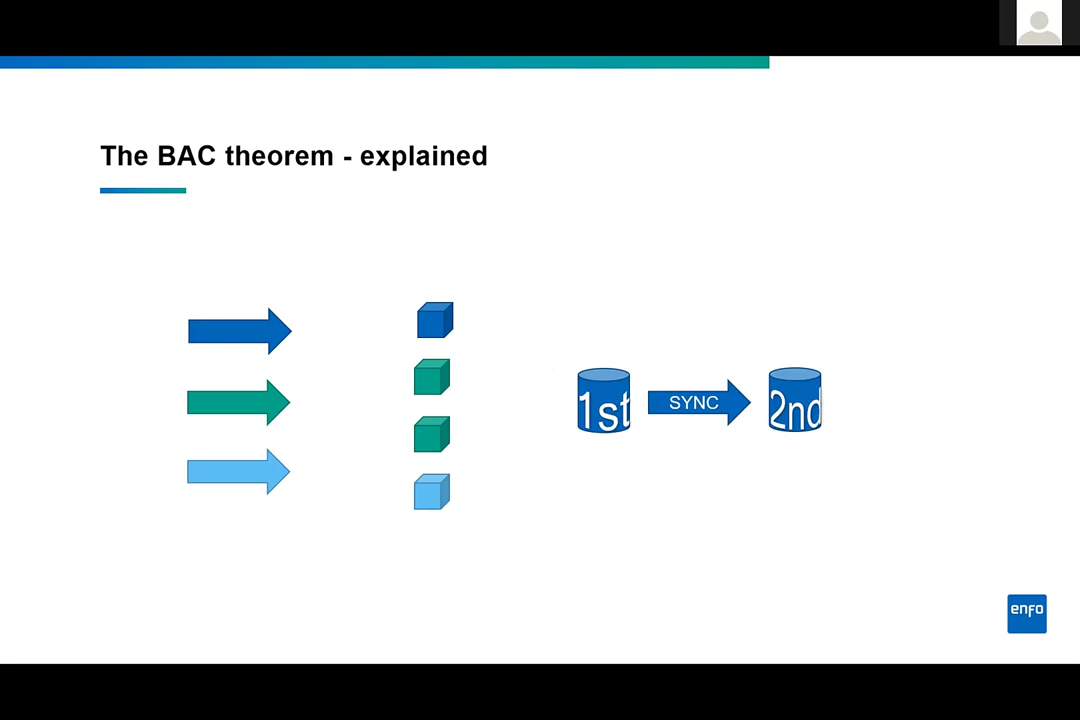 The BAC theorem - explained
1st
SYNC
2nd
enfo